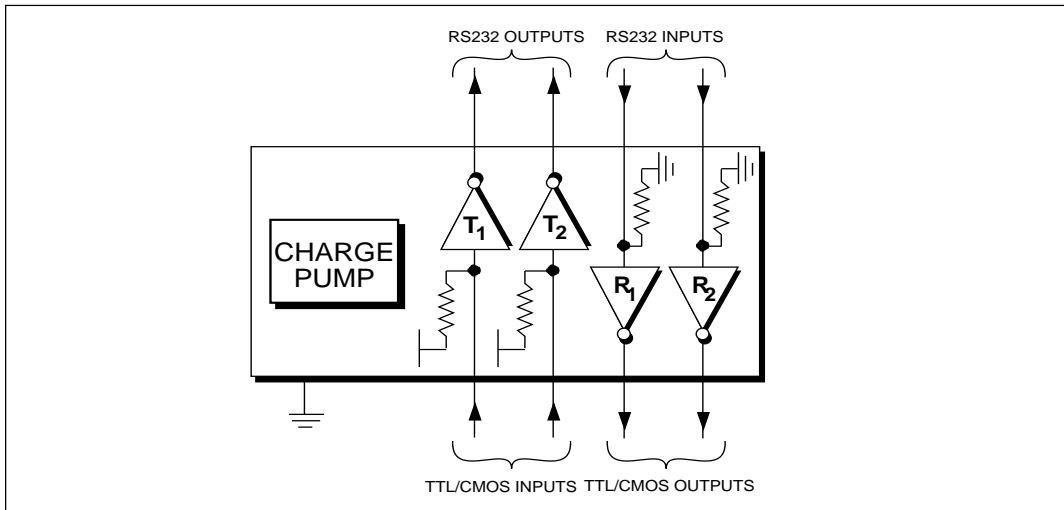 RS232 OUTPUTS
RS232 INPUTS
CHARGE
PUMP
T1
T2
R1
R2
TTL/CMOS INPUTS
TTL/CMOS OUTPUTS